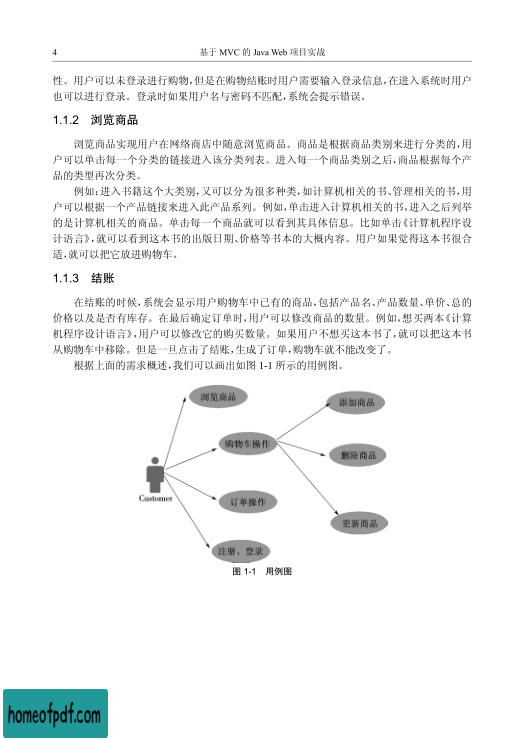 4
基于 MVC 的 Java Web 项目实战
性。用户可以未登录进行购物,但是在购物结账时用户需要输入登录信息,在进入系统时用户
也可以进行登录。登录时如果用户名与密码不匹配,系统会提示错误。
1.1.2 浏览商品
浏览商品实现用户在网络商店中随意浏览商品。商品是根据商品类别来进行分类的,用
户可以单击每一个分类的链接进入该分类列表。进入每一个商品类别之后,商品根据每个产
品的类型再次分类。
例如:进入书籍这个大类别,又可以分为很多种类,如计算机相关的书、管理相关的书,用
户可以根据一个产品链接来进入此产品系列。例如,单击进入计算机相关的书,进入之后列举
的是计算机相关的商品。单击每一个商品就可以看到其具体信息。比如单击《计算机程序设
计语言》,就可以看到这本书的出版日期、价格等书本的大概内容。用户如果觉得这本书很合
适,就可以把它放进购物车。
1.1.3 结账
在结账的时候,系统会显示用户购物车中已有的商品,包括产品名、产品数量、单价、总的
价格以及是否有库存。在最后确定订单时,用户可以修改商品的数量。例如,想买两本《计算
机程序设计语言》,用户可以修改它的购买数量。如果用户不想买这本书了,就可以把这本书
从购物车中移除。但是一旦点击了结账,生成了订单,购物车就不能改变了。
根据上面的需求概述,我们可以画出如图 1-1 所示的用例图。
浏览商品
添加商品
购物车操作
删除商品
Customer
订单操作
更新商品
注册、登录
图 1-1 用例图
homeofpdf.com